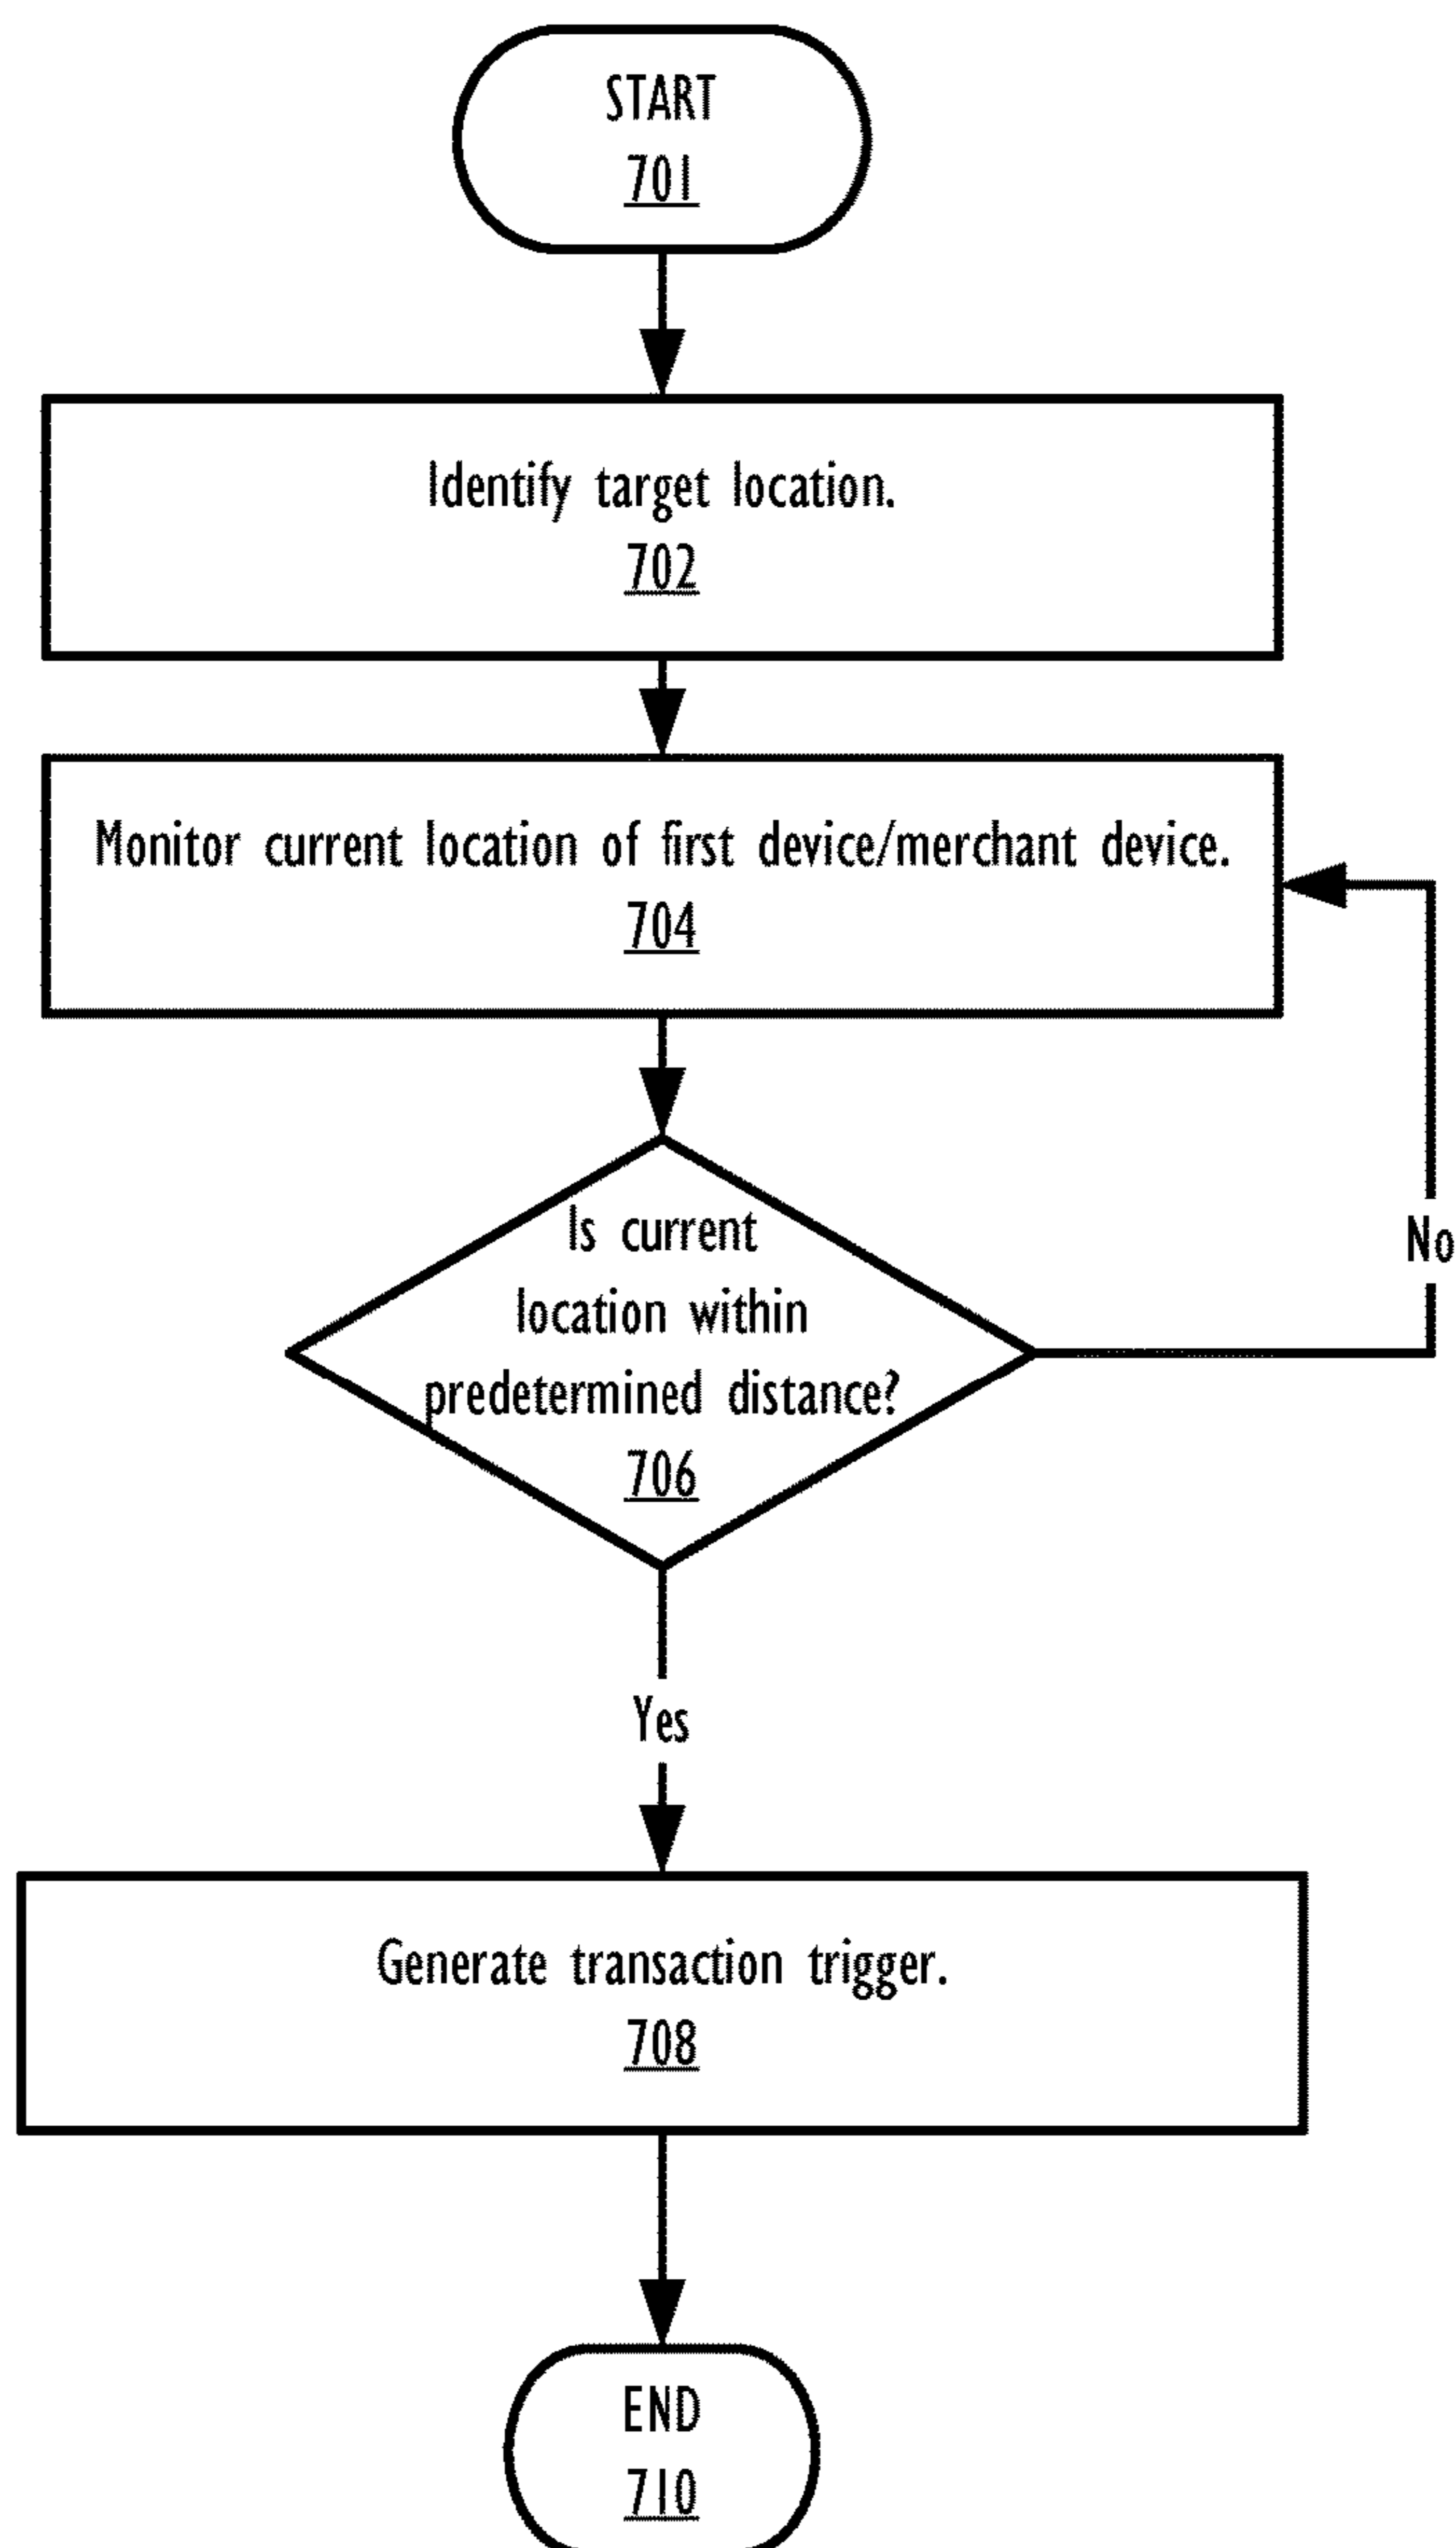 START
701
Identify target location.
702
Monitor current location of first device/merchant device.
704
Is current
location within
predetermined distance?
706
No
Yes
Generate transaction trigger.
708
END
710